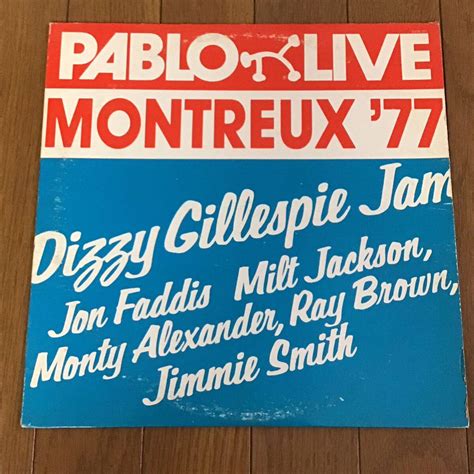 PABLO LIVE
MONTREUX '77
Dizzy Gillespie Jam
Jon Faddis Milt Jackson,
Monty Alexander, Ray Brown,
Jimmie Smith